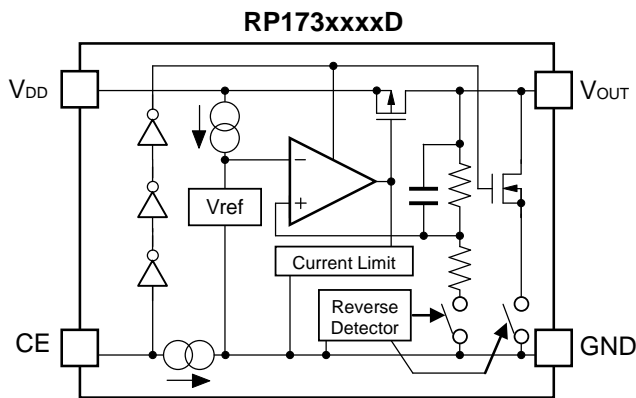 RP173xxxxD
VDD
VOUT
−
+
Vref
Current Limit
Reverse
Detector
CE
GND